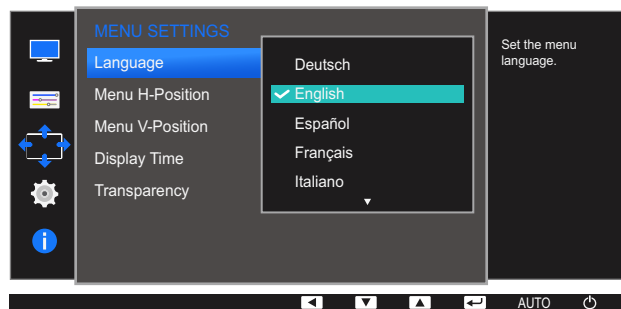 MENU SETTINGS
Language
Menu H-Position
Menu V-Position
Display Time
Transparency
Deutsch
English
Español
Français
Italiano
Set the menu
language.
AUTO